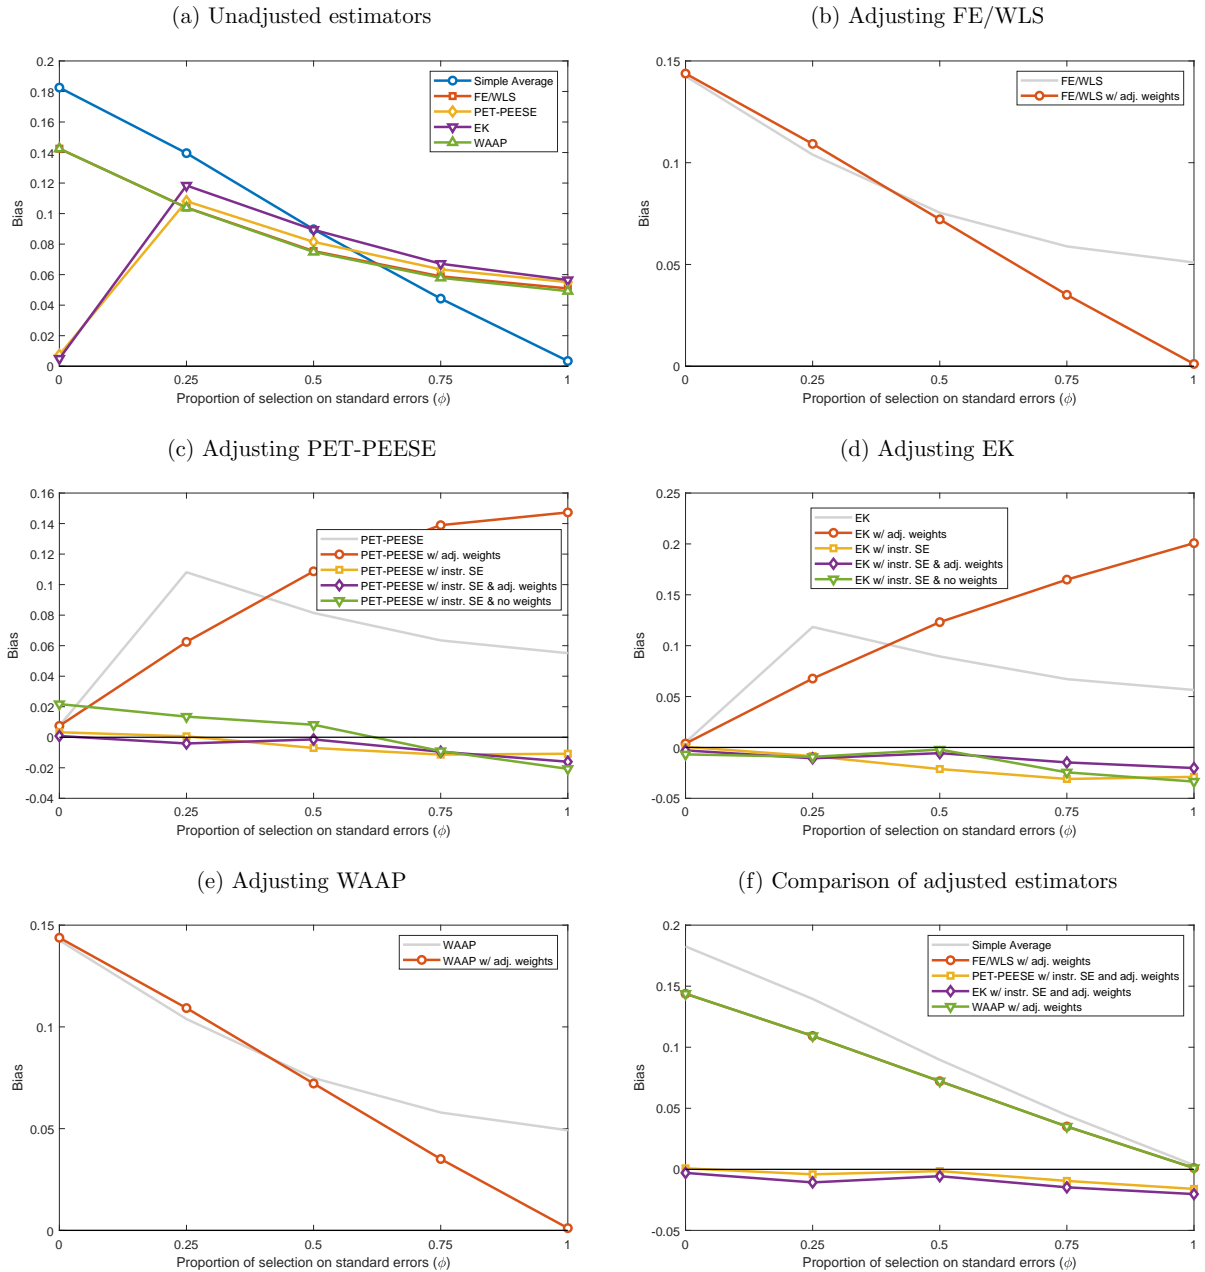 (a) Unadjusted estimators
0.2
0.18
0.16
0.14
0.12
0.1
0.08
0.06
0.04
0.02
0
Bias
Simple Average
FE/WLS
PET-PEESE
EK
WAAP
0 0.25 0.5 0.75 1
Proportion of selection on standard errors (ϕ)
(b) Adjusting FE/WLS
0.15
0.1
0.05
0
Bias
FE/WLS
FE/WLS w/ adj. weights
0 0.25 0.5 0.75 1
Proportion of selection on standard errors (ϕ)
(c) Adjusting PET-PEESE
0.16
0.14
0.12
0.1
0.08
0.06
0.04
0.02
0
-0.02
-0.04
Bias
PET-PEESE
PET-PEESE w/ adj. weights
PET-PEESE w/ instr. SE
PET-PEESE w/ instr. SE & adj. weights
PET-PEESE w/ instr. SE & no weights
0 0.25 0.5 0.75 1
Proportion of selection on standard errors (ϕ)
(d) Adjusting EK
0.25
0.2
0.15
0.1
0.05
0
-0.05
Bias
EK
EK w/ adj. weights
EK w/ instr. SE
EK w/ instr. SE & adj. weights
EK w/ instr. SE & no weights
0 0.25 0.5 0.75 1
Proportion of selection on standard errors (ϕ)
(e) Adjusting WAAP
0.15
0.1
0.05
0
Bias
WAAP
WAAP w/ adj. weights
0 0.25 0.5 0.75 1
Proportion of selection on standard errors (ϕ)
(f) Comparison of adjusted estimators
0.2
0.15
0.1
0.05
0
-0.05
Bias
Simple Average
FE/WLS w/ adj. weights
PET-PEESE w/ instr. SE and adj. weights
EK w/ instr. SE and adj. weights
WAAP w/ adj. weights
0 0.25 0.5 0.75 1
Proportion of selection on standard errors (ϕ)